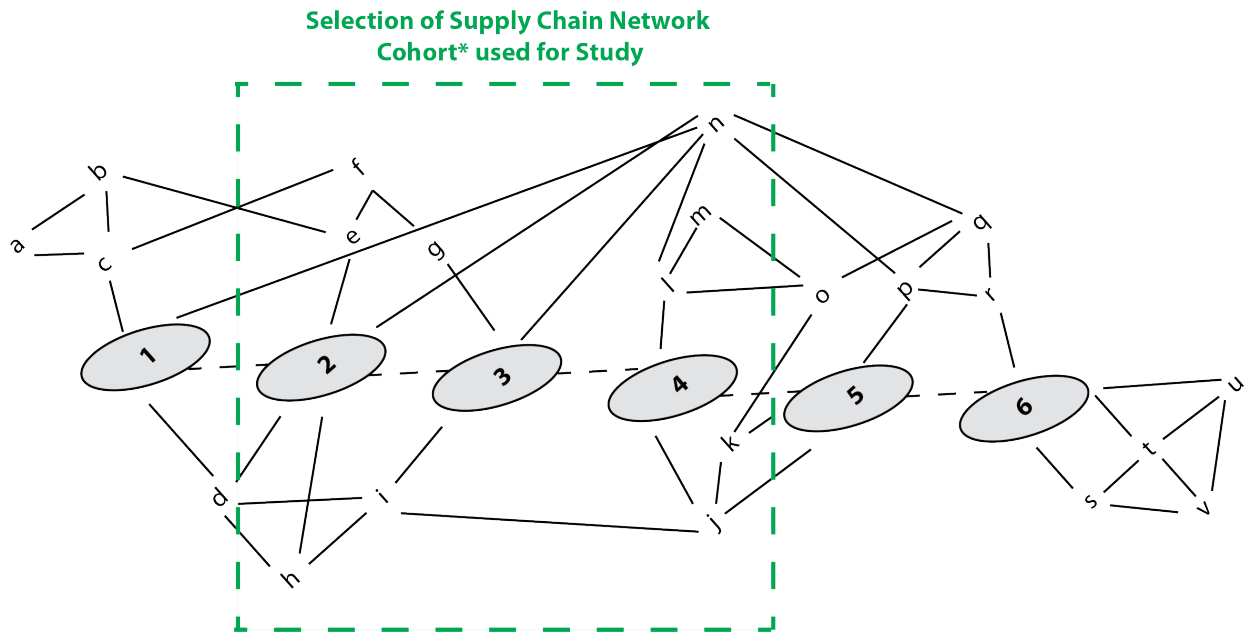 Selection of Supply Chain Network
Cohort* used for Study
n
f
b
m
e
q
a
c
g
l
o
p
r
1
2
3
4
5
6
u
k
t
d
i
s
v
j
h